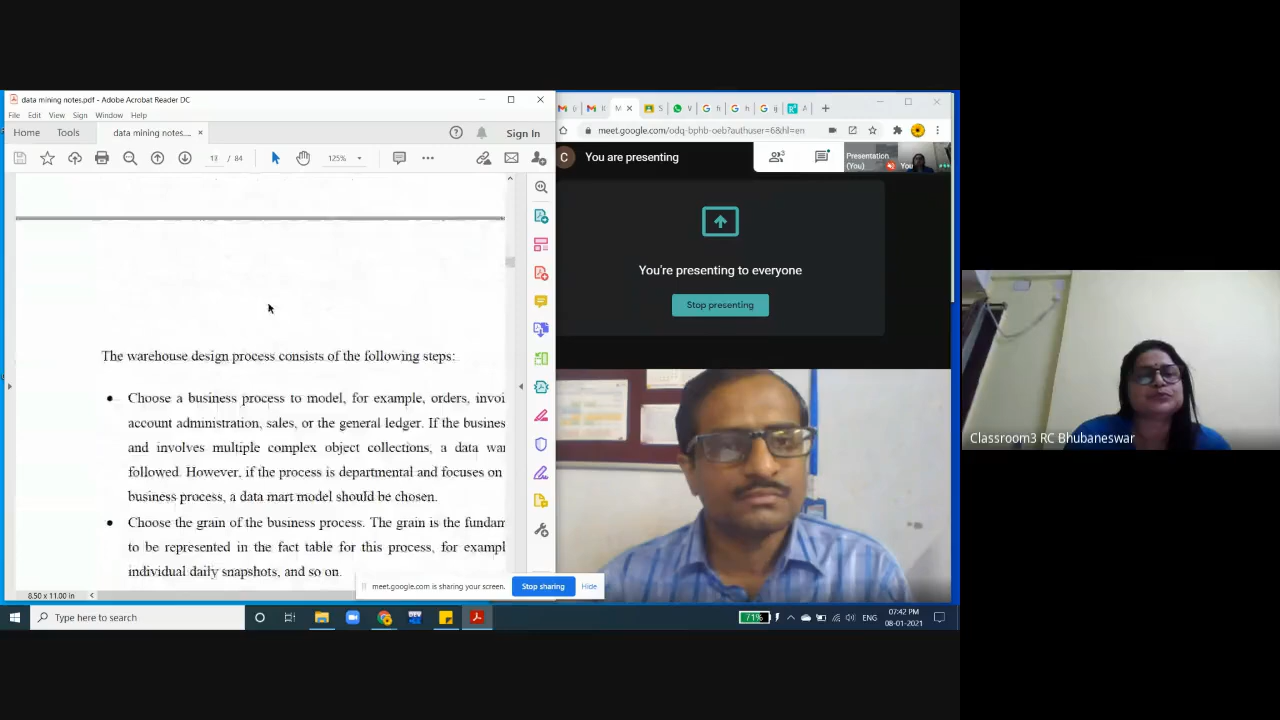 data mining notes.pdf - Adobe Acrobat Reader DC
File Edit View Sign Window Help
Home Tools data mining notes.... × Sign In
/ 84 125%
The warehouse design process consists of the following steps:
Choose a business process to model, for example, orders, invoi
account administration, sales, or the general ledger. If the busines
and involves multiple complex object collections, a data wa
followed. However, if the process is departmental and focuses on
business process, a data mart model should be chosen.
Choose the grain of the business process. The grain is the fundam
to be represented in the fact table for this process, for exampl
individual daily snapshots, and so on.
8.50 x 11.00 in
meet.google.com is sharing your screen. Stop sharing Hide
meet.google.com/odq-bphb-oeb?authuser=6&hl=en
C You are presenting
Presentation
(You) You
You're presenting to everyone
Stop presenting
Classroom3 RC Bhubaneswar
Type here to search
71% ENG
07:42 PM
08-01-2021